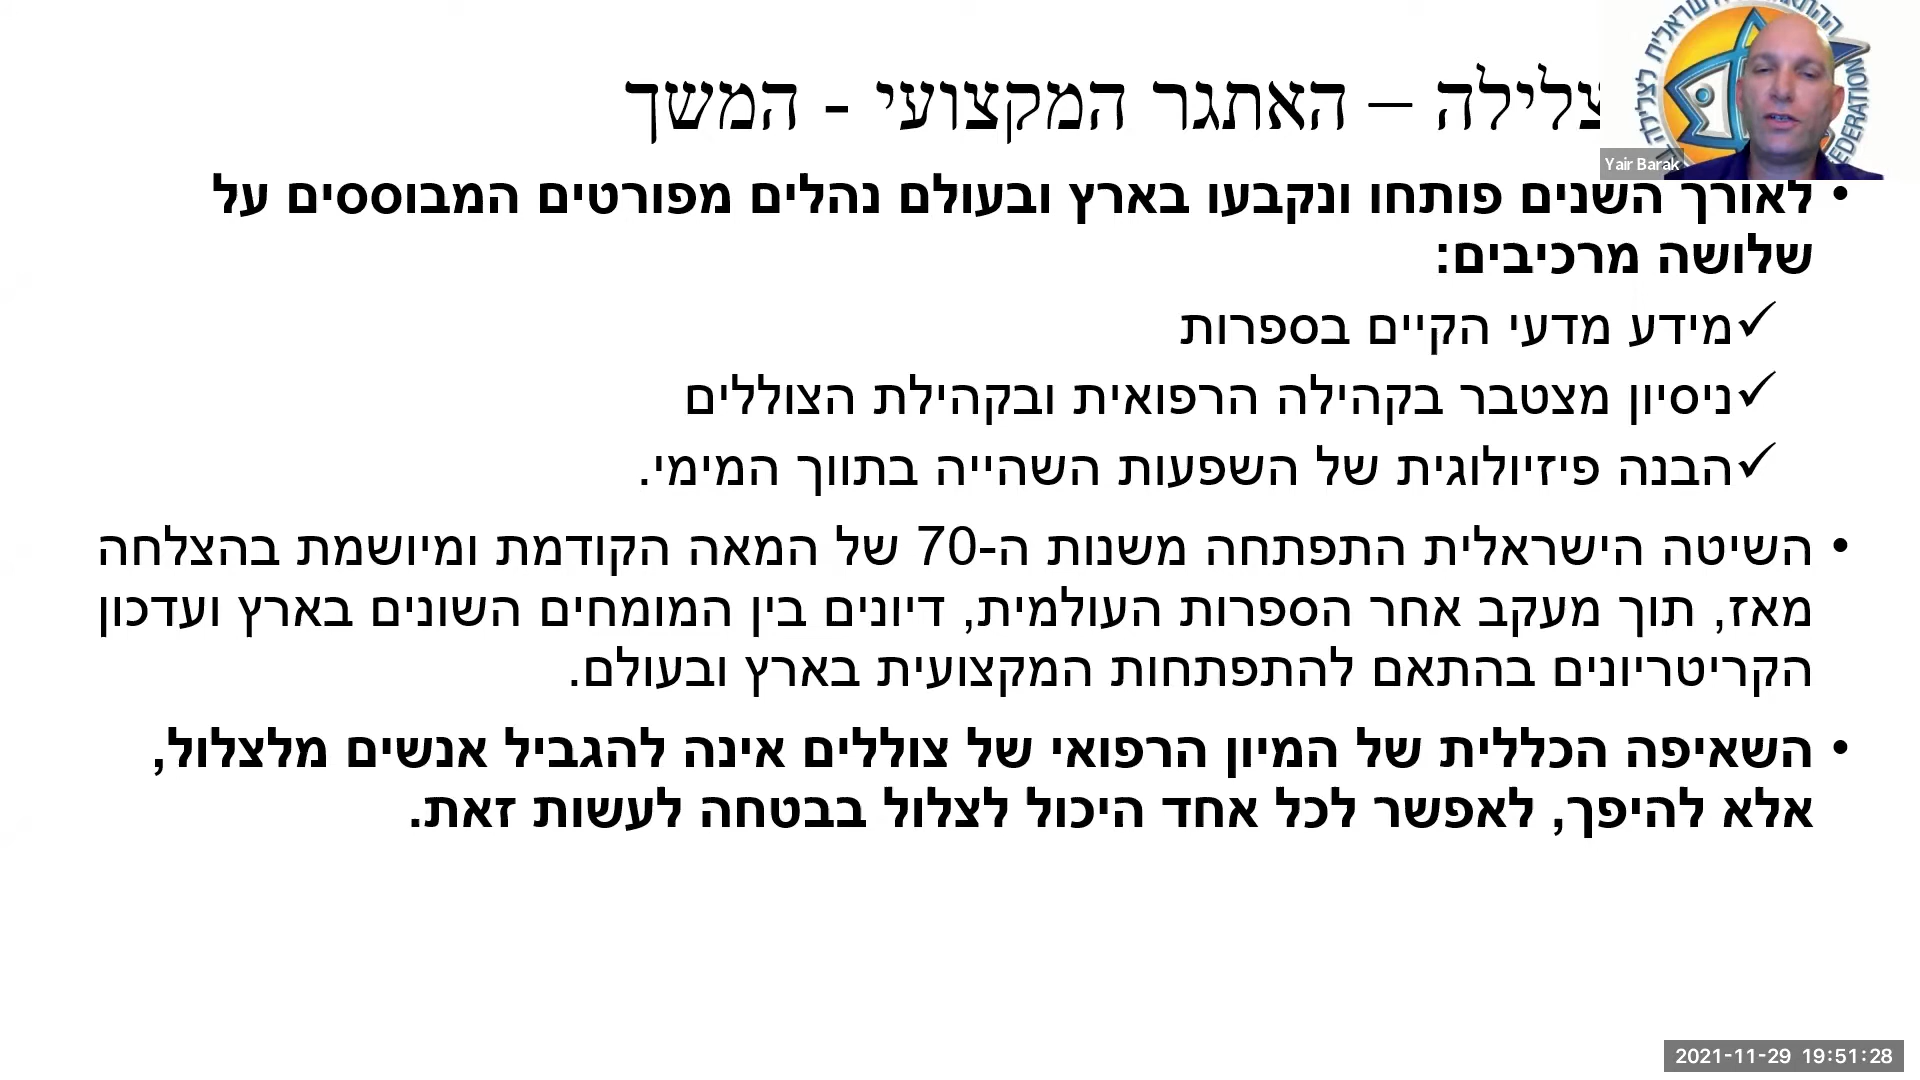 צלילה – האתגר המקצועי - המשך
Yair Barak
FEDERATION
• לאורך השנים פותחו ונקבעו בארץ ובעולם נהלים מפורטים המבוססים על
שלושה מרכיבים:
✓מידע מדעי הקיים בספרות
✓ניסיון מצטבר בקהילה הרפואית ובקהילת הצוללים
✓הבנה פיזיולוגית של השפעות השהייה בתווך המימי.
• השיטה הישראלית התפתחה משנות ה-70 של המאה הקודמת ומיושמת בהצלחה
מאז, תוך מעקב אחר הספרות העולמית, דיונים בין המומחים השונים בארץ ועדכון
הקריטריונים בהתאם להתפתחות המקצועית בארץ ובעולם.
• השאיפה הכללית של המיון הרפואי של צוללים אינה להגביל אנשים מלצלול,
אלא להיפך, לאפשר לכל אחד היכול לצלול בבטחה לעשות זאת.
2021-11-29 19:51:28